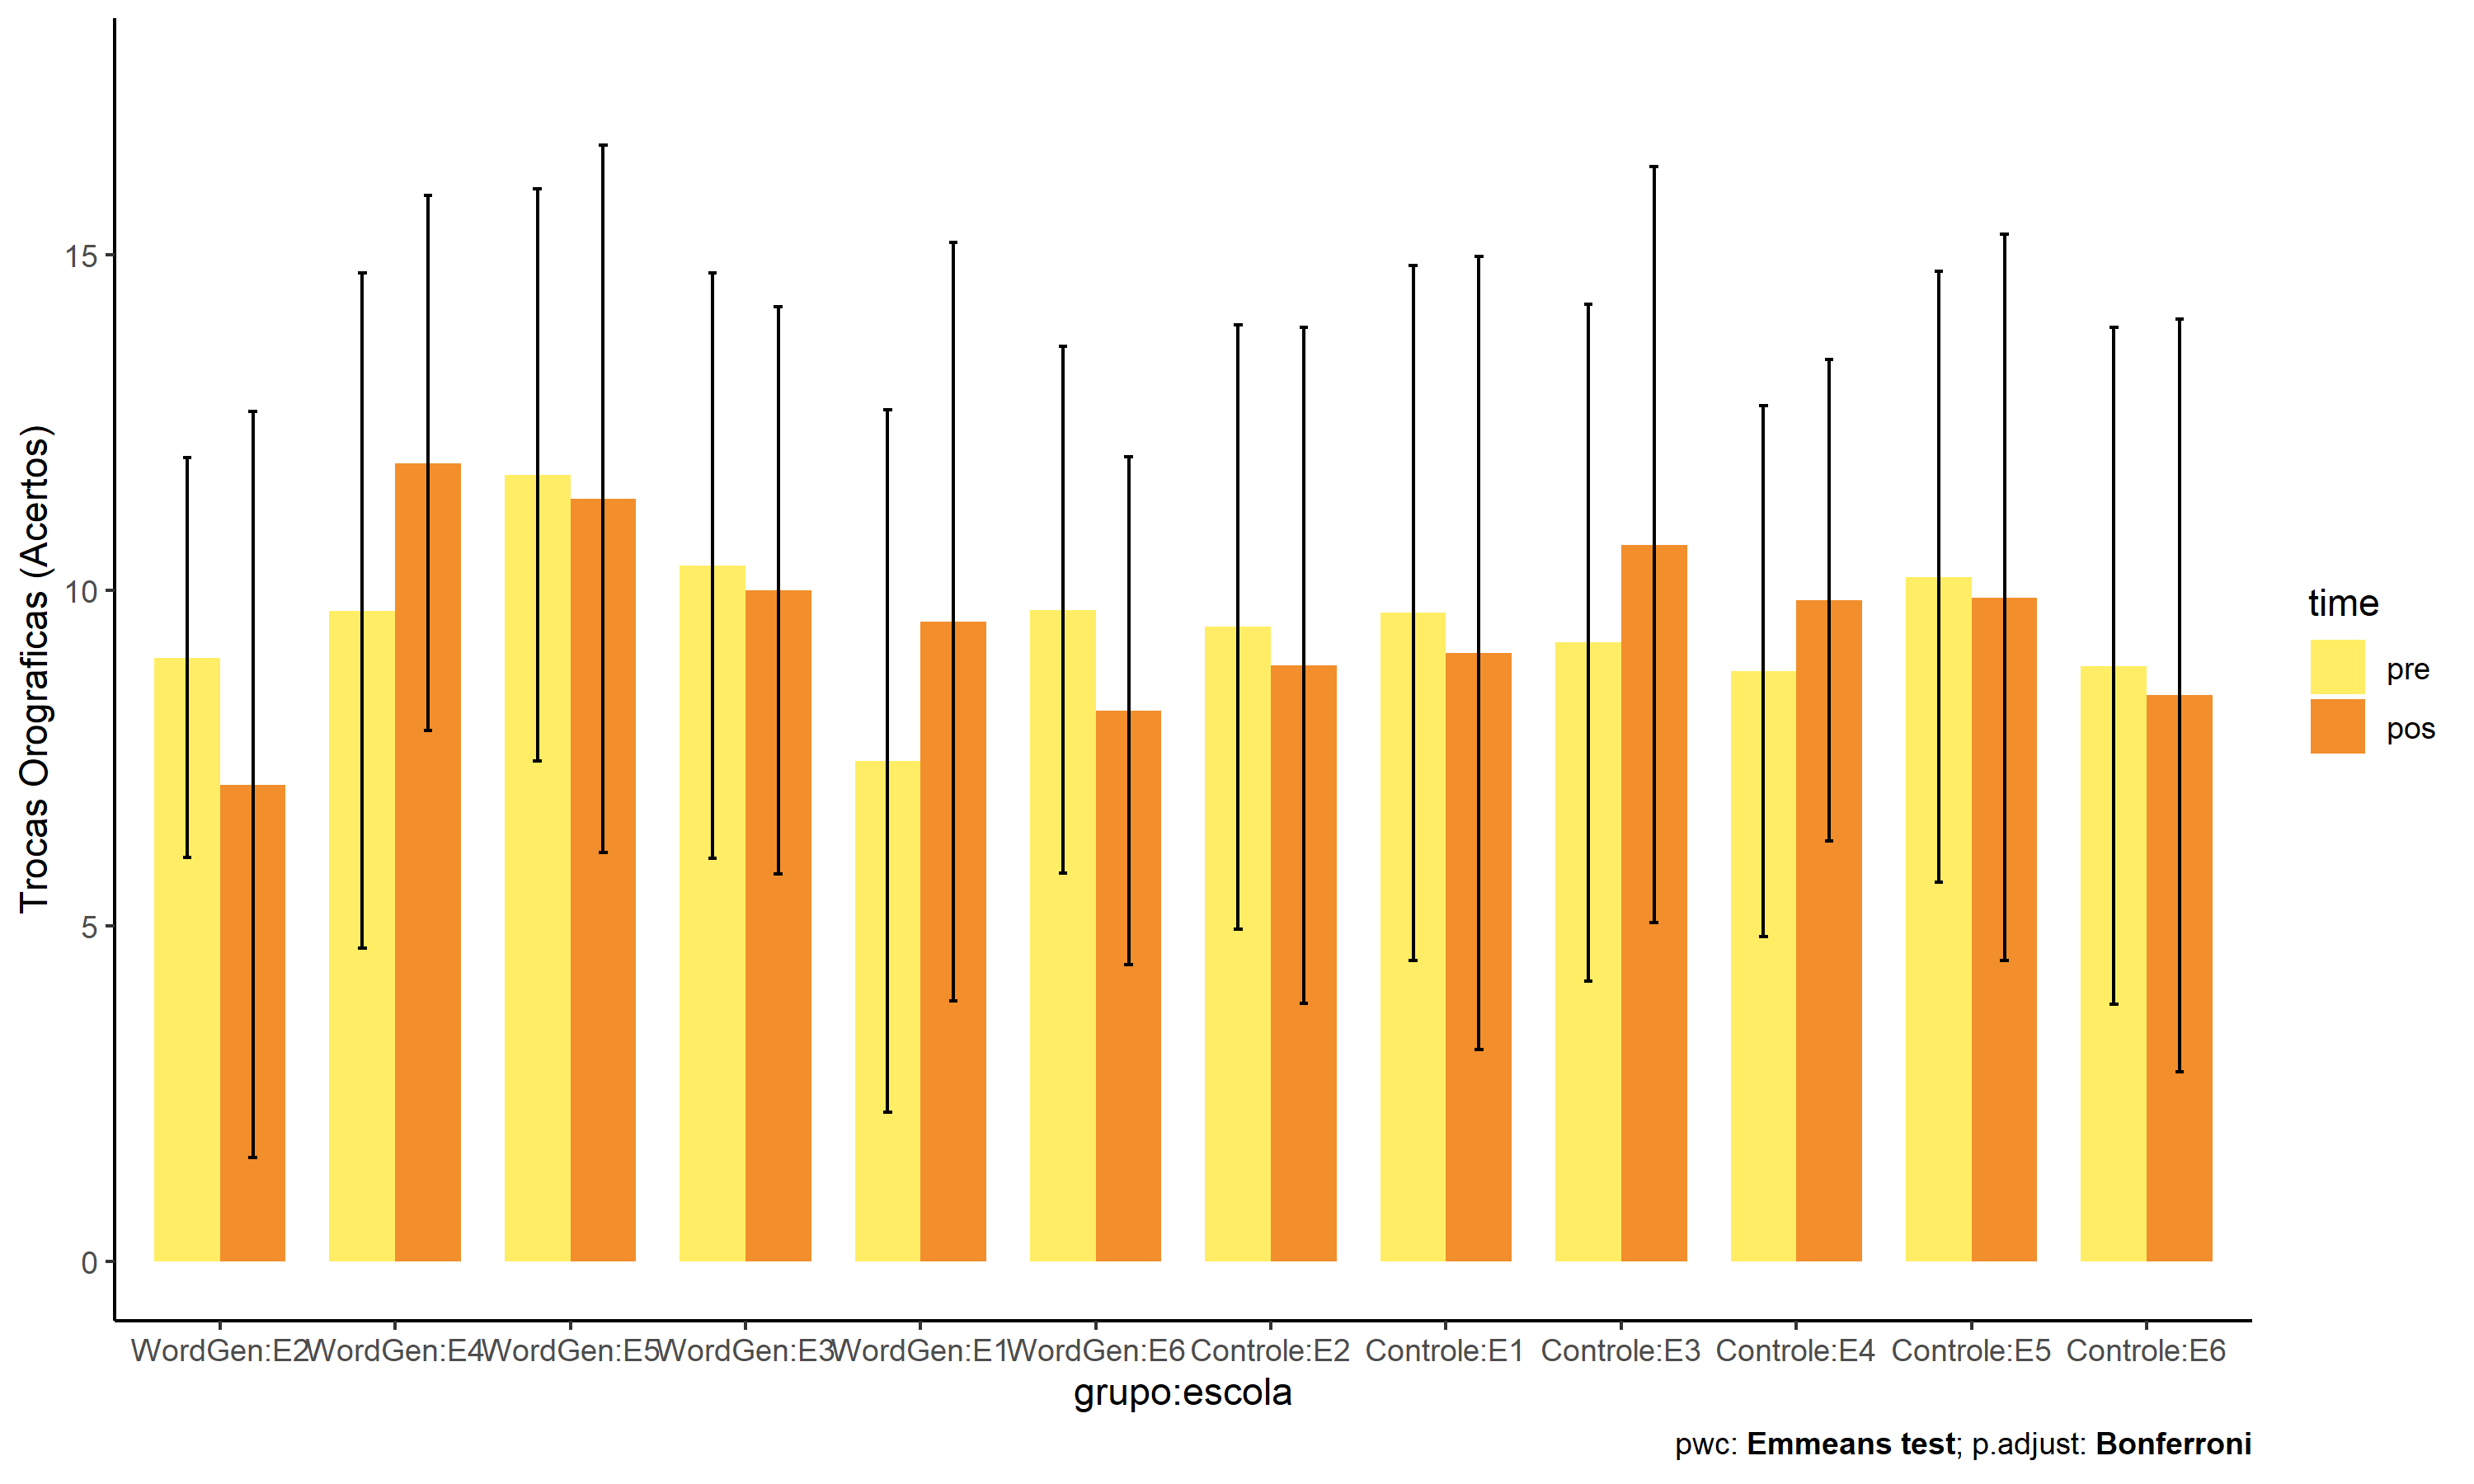 Trocas Orograficas (Acertos)
15
10
5
0
WordGen:E2 WordGen:E4 WordGen:E5 WordGen:E3 WordGen:E1 WordGen:E6 Controle:E2 Controle:E1 Controle:E3 Controle:E4 Controle:E5 Controle:E6
grupo:escola
time
pre
pos
pwc: Emmeans test; p.adjust: Bonferroni